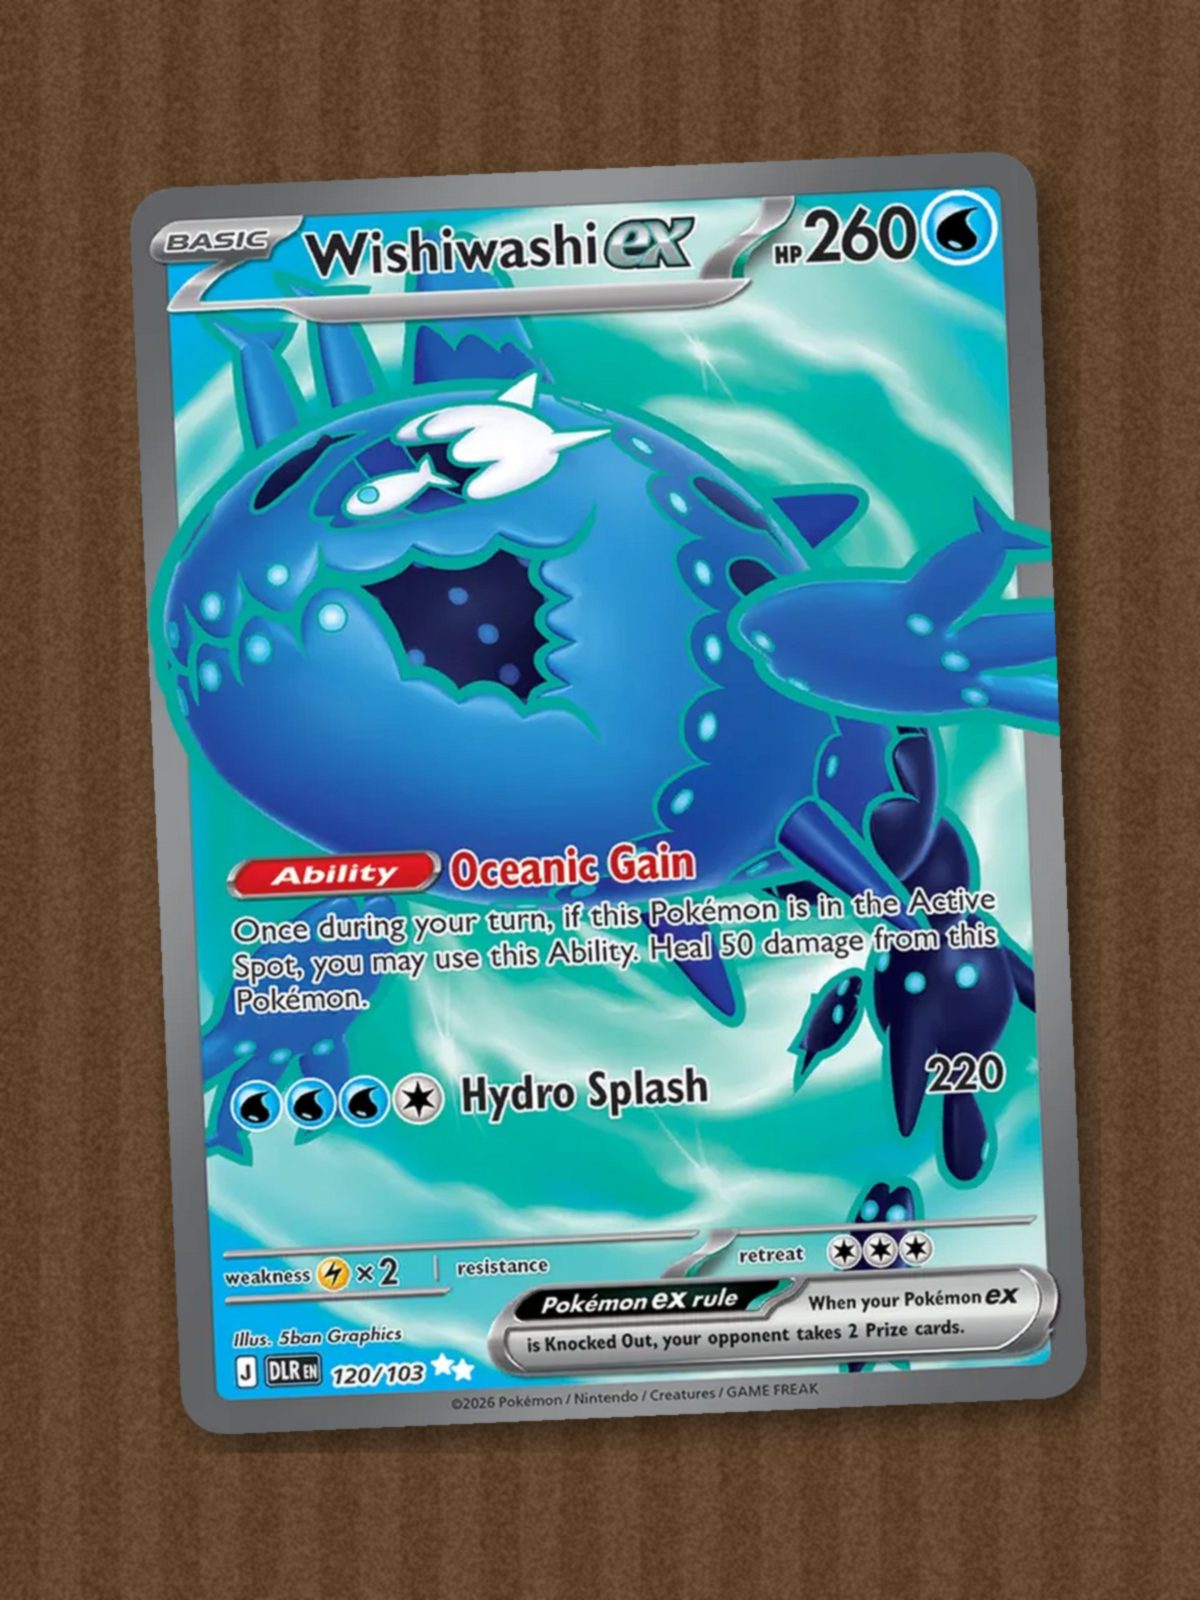 BASIC Wishiwashi ex HP 260
Ability Oceanic Gain
Once during your turn, if this Pokémon is in the Active
Spot, you may use this Ability. Heal 50 damage from this
Pokémon.
Hydro Splash 220
weakness ×2 resistance retreat
Pokémon ex rule When your Pokémon ex
is Knocked Out, your opponent takes 2 Prize cards.
Illus. 5ban Graphics
J DLR EN 120/103
©2026 Pokémon / Nintendo / Creatures / GAME FREAK